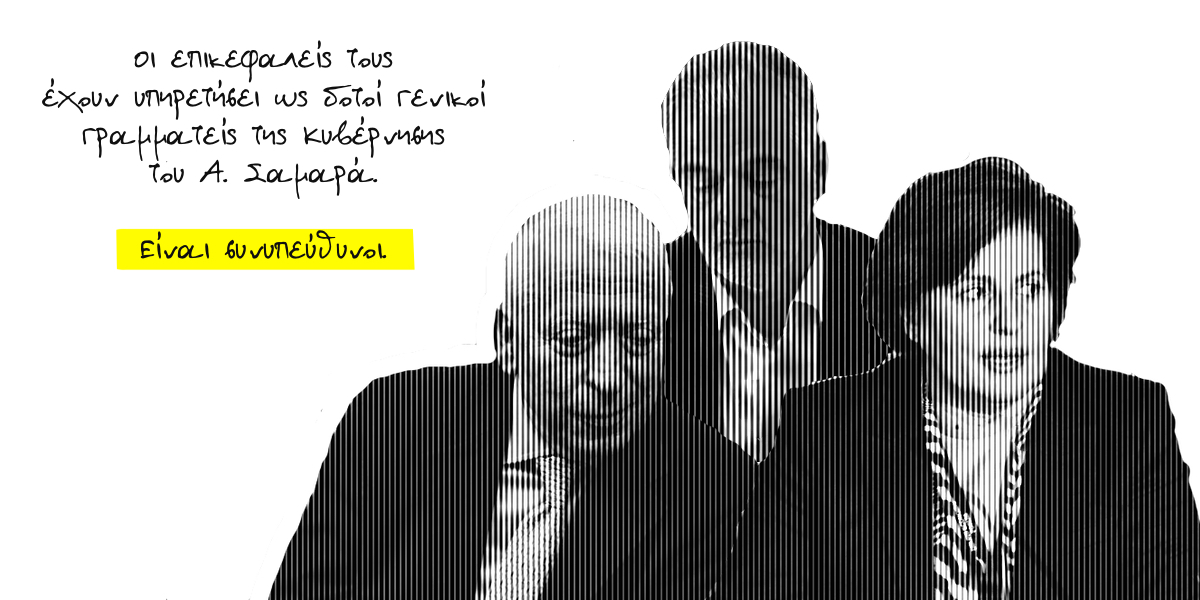 οι επικεφαλείς τους
έχουν υπηρετήσει ως δοτοί γενικοί
γραμματείς της κυβέρνησης
του Α. Σαμαρά.
Είναι συνυπεύθυνοι.